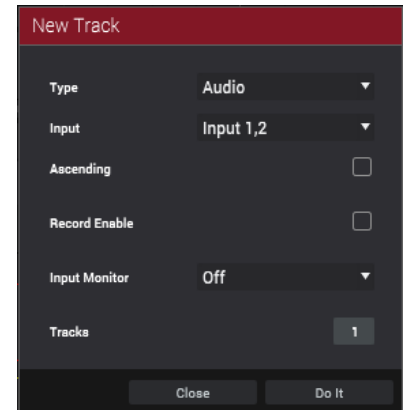 New Track
Type Audio
Input Input 1,2
Ascending
Record Enable
Input Monitor Off
Tracks 1
Close Do It